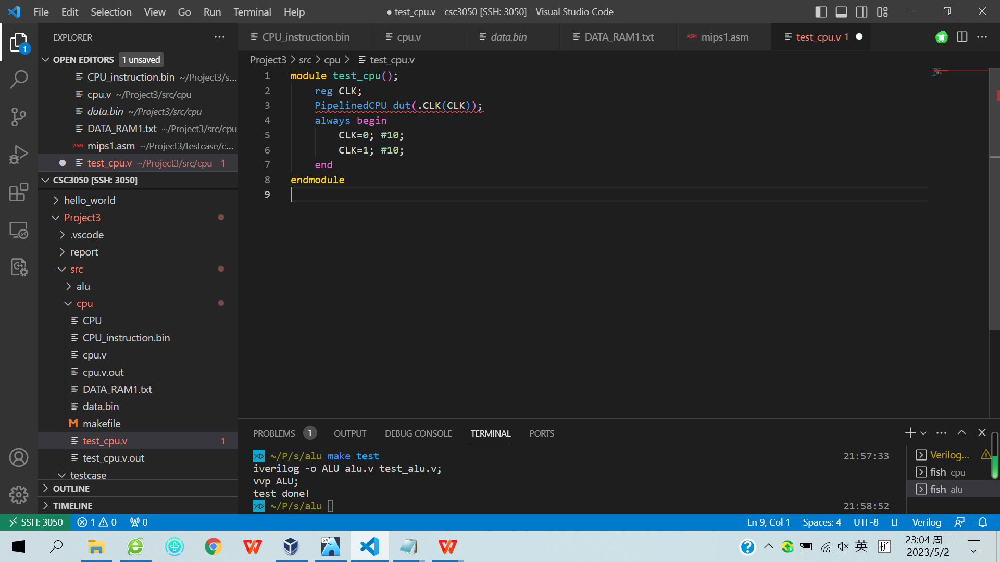 File Edit Selection View Go Run Terminal Help
● test_cpu.v - csc3050 [SSH: 3050] - Visual Studio Code
EXPLORER
OPEN EDITORS 1 unsaved
CPU_instruction.bin ~/Project3/s...
cpu.v ~/Project3/src/cpu
data.bin ~/Project3/src/cpu
DATA_RAM1.txt ~/Project3/src/cpu
ASM mips1.asm ~/Project3/testcase/c...
test_cpu.v ~/Project3/src/cpu 1
CSC3050 [SSH: 3050]
hello_world
Project3
.vscode
report
src
alu
cpu
CPU
CPU_instruction.bin
cpu.v
cpu.v.out
DATA_RAM1.txt
data.bin
M makefile
test_cpu.v 1
test_cpu.v.out
testcase
OUTLINE
TIMELINE
1
CPU_instruction.bin cpu.v data.bin DATA_RAM1.txt ASM mips1.asm test_cpu.v 1
Project3 > src > cpu > test_cpu.v
1 module test_cpu();
2 reg CLK;
3 PipelinedCPU dut(.CLK(CLK));
4 always begin
5 CLK=0; #10;
6 CLK=1; #10;
7 end
8 endmodule
9
PROBLEMS 1 OUTPUT DEBUG CONSOLE TERMINAL PORTS
~/P/s/alu make test 21:57:33
iverilog -o ALU alu.v test_alu.v;
vvp ALU;
test done!
~/P/s/alu 21:58:52
Verilog...
fish cpu
fish alu
SSH: 3050 1 0 0 Ln 9, Col 1 Spaces: 4 UTF-8 LF Verilog
64
英 拼
23:04 周二
2023/5/2